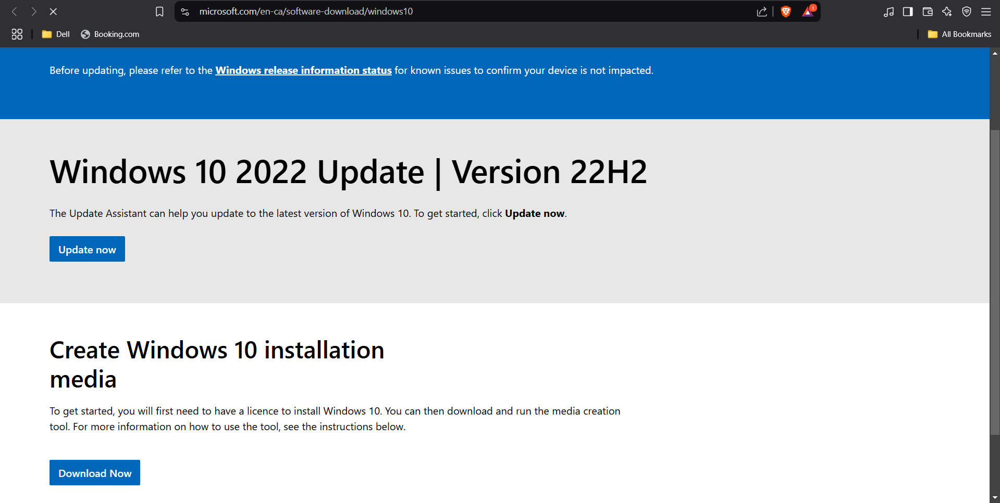 microsoft.com/en-ca/software-download/windows10
1
Dell
Booking.com
All Bookmarks
Before updating, please refer to the Windows release information status for known issues to confirm your device is not impacted.
Windows 10 2022 Update | Version 22H2
The Update Assistant can help you update to the latest version of Windows 10. To get started, click Update now.
Update now
Create Windows 10 installation
media
To get started, you will first need to have a licence to install Windows 10. You can then download and run the media creation
tool. For more information on how to use the tool, see the instructions below.
Download Now